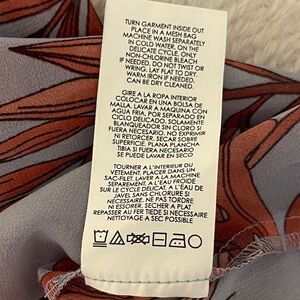 TURN GARMENT INSIDE OUT
PLACE IN A MESH BAG
MACHINE WASH SEPARATELY
IN COLD WATER, ON THE
DELICATE CYCLE. ONLY
NON-CHLORINE BLEACH
IF NEEDED. DO NOT TWIST OR
WRING. LAY FLAT TO DRY
WARM IRON IF NEEDED.
CAN BE DRY CLEANED.
GIRE A LA ROPA INTERIOR
COLOCAR EN UNA BOLSA DE
MALLA, LAVAR A MAQUINA CON
AGUA FRIA, POR SEPARADO EN
CICLO DELICADO. SOLAMENTE
BLANQUEADOR SIN CLORO SI
FUERA NECESARIO. NO EXPRIMIR
NI RETORCER. SECAR SOBRE
SUPERFICIE. PLANA PLANCHA
TIBIA SI FUERA NECESARIO
SE PUEDE LAVAR EN SECO
TOURNER A L'INTERIEUR DU
VETEMENT. PLACER DANS UN
SAC-FILET. LAVER A LA MACHINE
SEPAREMENT. A L'EAU FROIDE
SUR LE CYCLE DELICAT. A L'EAU DE
JAVEL SANS CHLORURE SI
NECESSAIRE. NE PAS TORDRE
NI ESSORER. SECHER A PLAT
REPASSER AU FER TIEDE SI NECESSAIRE
NETTOYAGE A SEC POSSIBLE